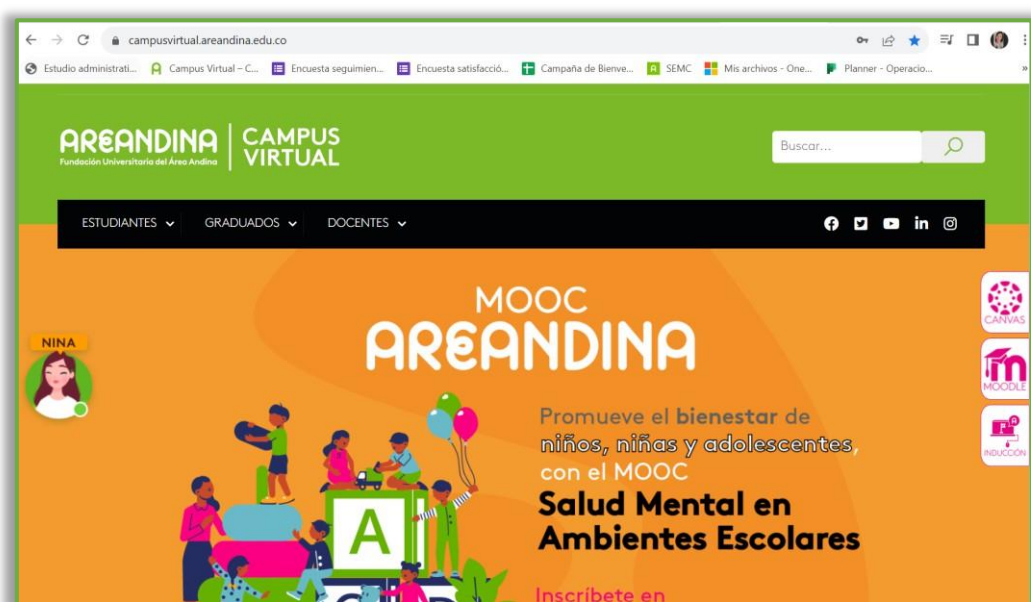 campusvirtual.areandina.edu.co
Estudio administrati... Campus Virtual – C... Encuesta seguimien... Encuesta satisfacció... Campaña de Bienve... SEMC Mis archivos - One... Planner - Operacio... »
AREANDINA
Fundación Universitaria del Área Andina
CAMPUS
VIRTUAL
Buscar...
ESTUDIANTES GRADUADOS DOCENTES
MOOC
AREANDINA
CANVAS
NINA
MOODLE
Promueve el bienestar de
niños, niñas y adolescentes,
con el MOOC
INDUCCIÓN
Salud Mental en
Ambientes Escolares
A
Inscríbete en